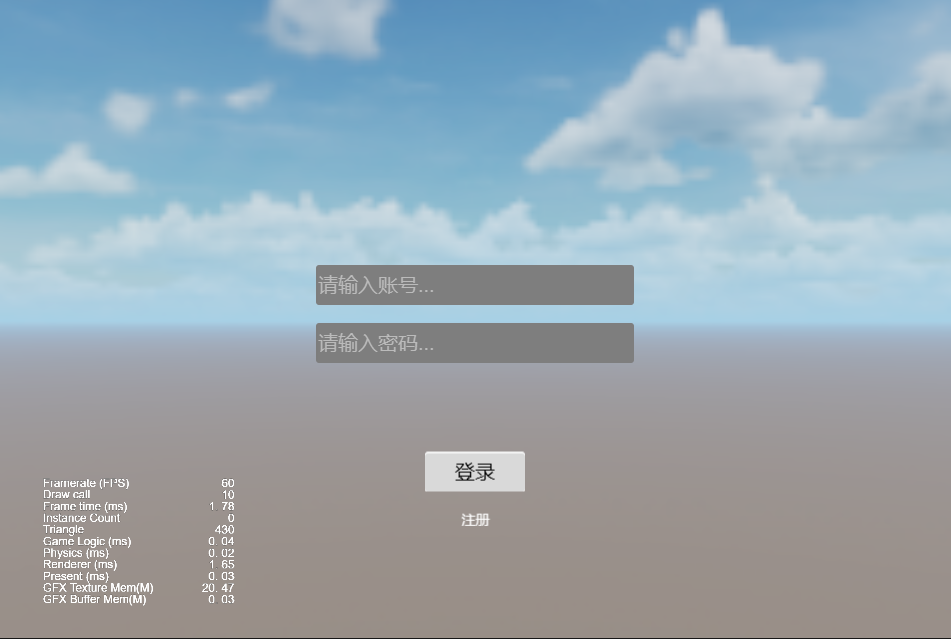 请输入账号...
请输入密码...
登录
注册
Framerate (FPS) 60
Draw call 10
Frame time (ms) 1.78
Instance Count 0
Triangle 430
Game Logic (ms) 0.04
Physics (ms) 0.02
Renderer (ms) 1.65
Present (ms) 0.03
GFX Texture Mem(M) 20.47
GFX Buffer Mem(M) 0.03